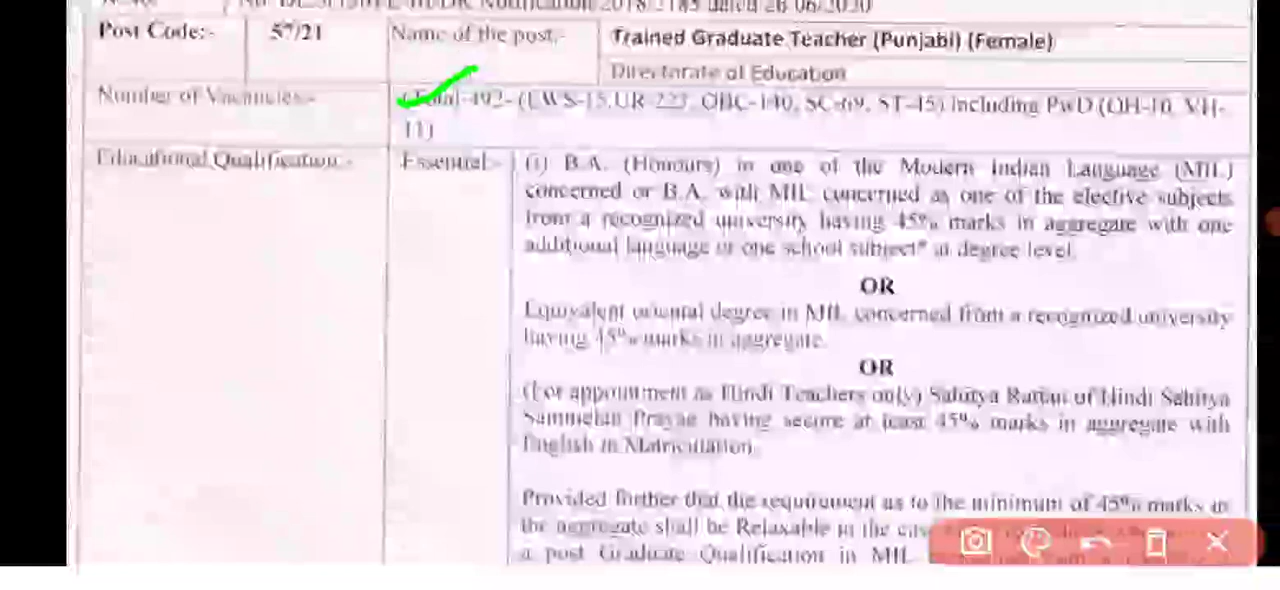 Post Code:- 57/21 Name of the post.- Trained Graduate Teacher (Punjabi) (Female)
Directorate of Education
Number of Vacancies:- (Total-492- (EWS-15,UR-223, OBC-140, SC-69, ST-45) including PwD (OH-10, VH-
11)
Educational Qualification:- Essential:- (i) B.A. (Honours) in one of the Modern Indian Language (MIL)
concerned or B.A. with MIL concerned as one of the elective subjects
from a recognized university having 45% marks in aggregate with one
additional language or one school subject* at degree level.
OR
Equivalent oriental degree in MIL concerned from a recognized university
having 45% marks in aggregate.
OR
(For appointment as Hindi Teachers only) Sahitya Rattan of Hindi Sahitya
Sammelan Prayag having secure at least 45% marks in aggregate with
English in Matriculation.
Provided further that the requirement as to the minimum of 45% marks in
the aggregate shall be Relaxable in the
a post Graduate Qualification in MIL